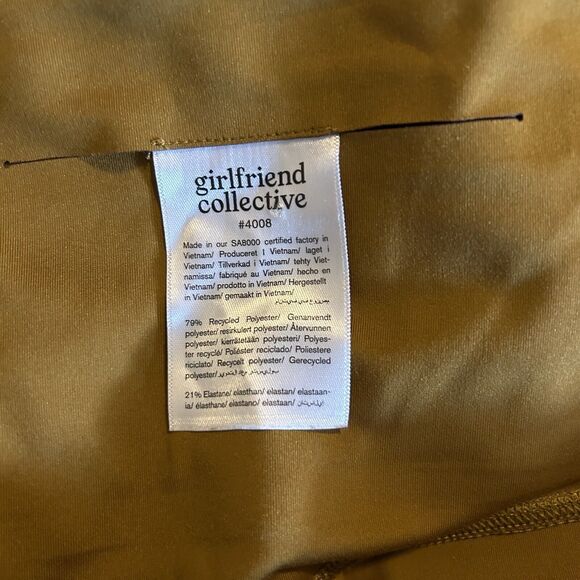 girlfriend
collective
#4008
Made in our SA8000 certified factory in
Vietnam/ Produceret I Vietnam/ laget i
Vietnam/ Tillverkad i Vietnam/ tehty Viet-
namissa/ fabriqué au Vietnam/ hecho en
Vietnam/ prodotto in Vietnam/ Hergestellt
in Vietnam/ gemaakt in Vietnam/
79% Recycled Polyester/ Genanvendt
polyester/ resirkulert polyester/ Återvunnen
polyester/ kierrätetään polyesteri/ Polyes-
ter recyclé/ Poliéster reciclado/ Poliestere
riciclato/ Recyceltes Polyester/ Gerecycled
polyester/
21% Elastane/ elasthan/ elastan/ elastaan-
ia/ élasthane/ elastano/ elastaan/